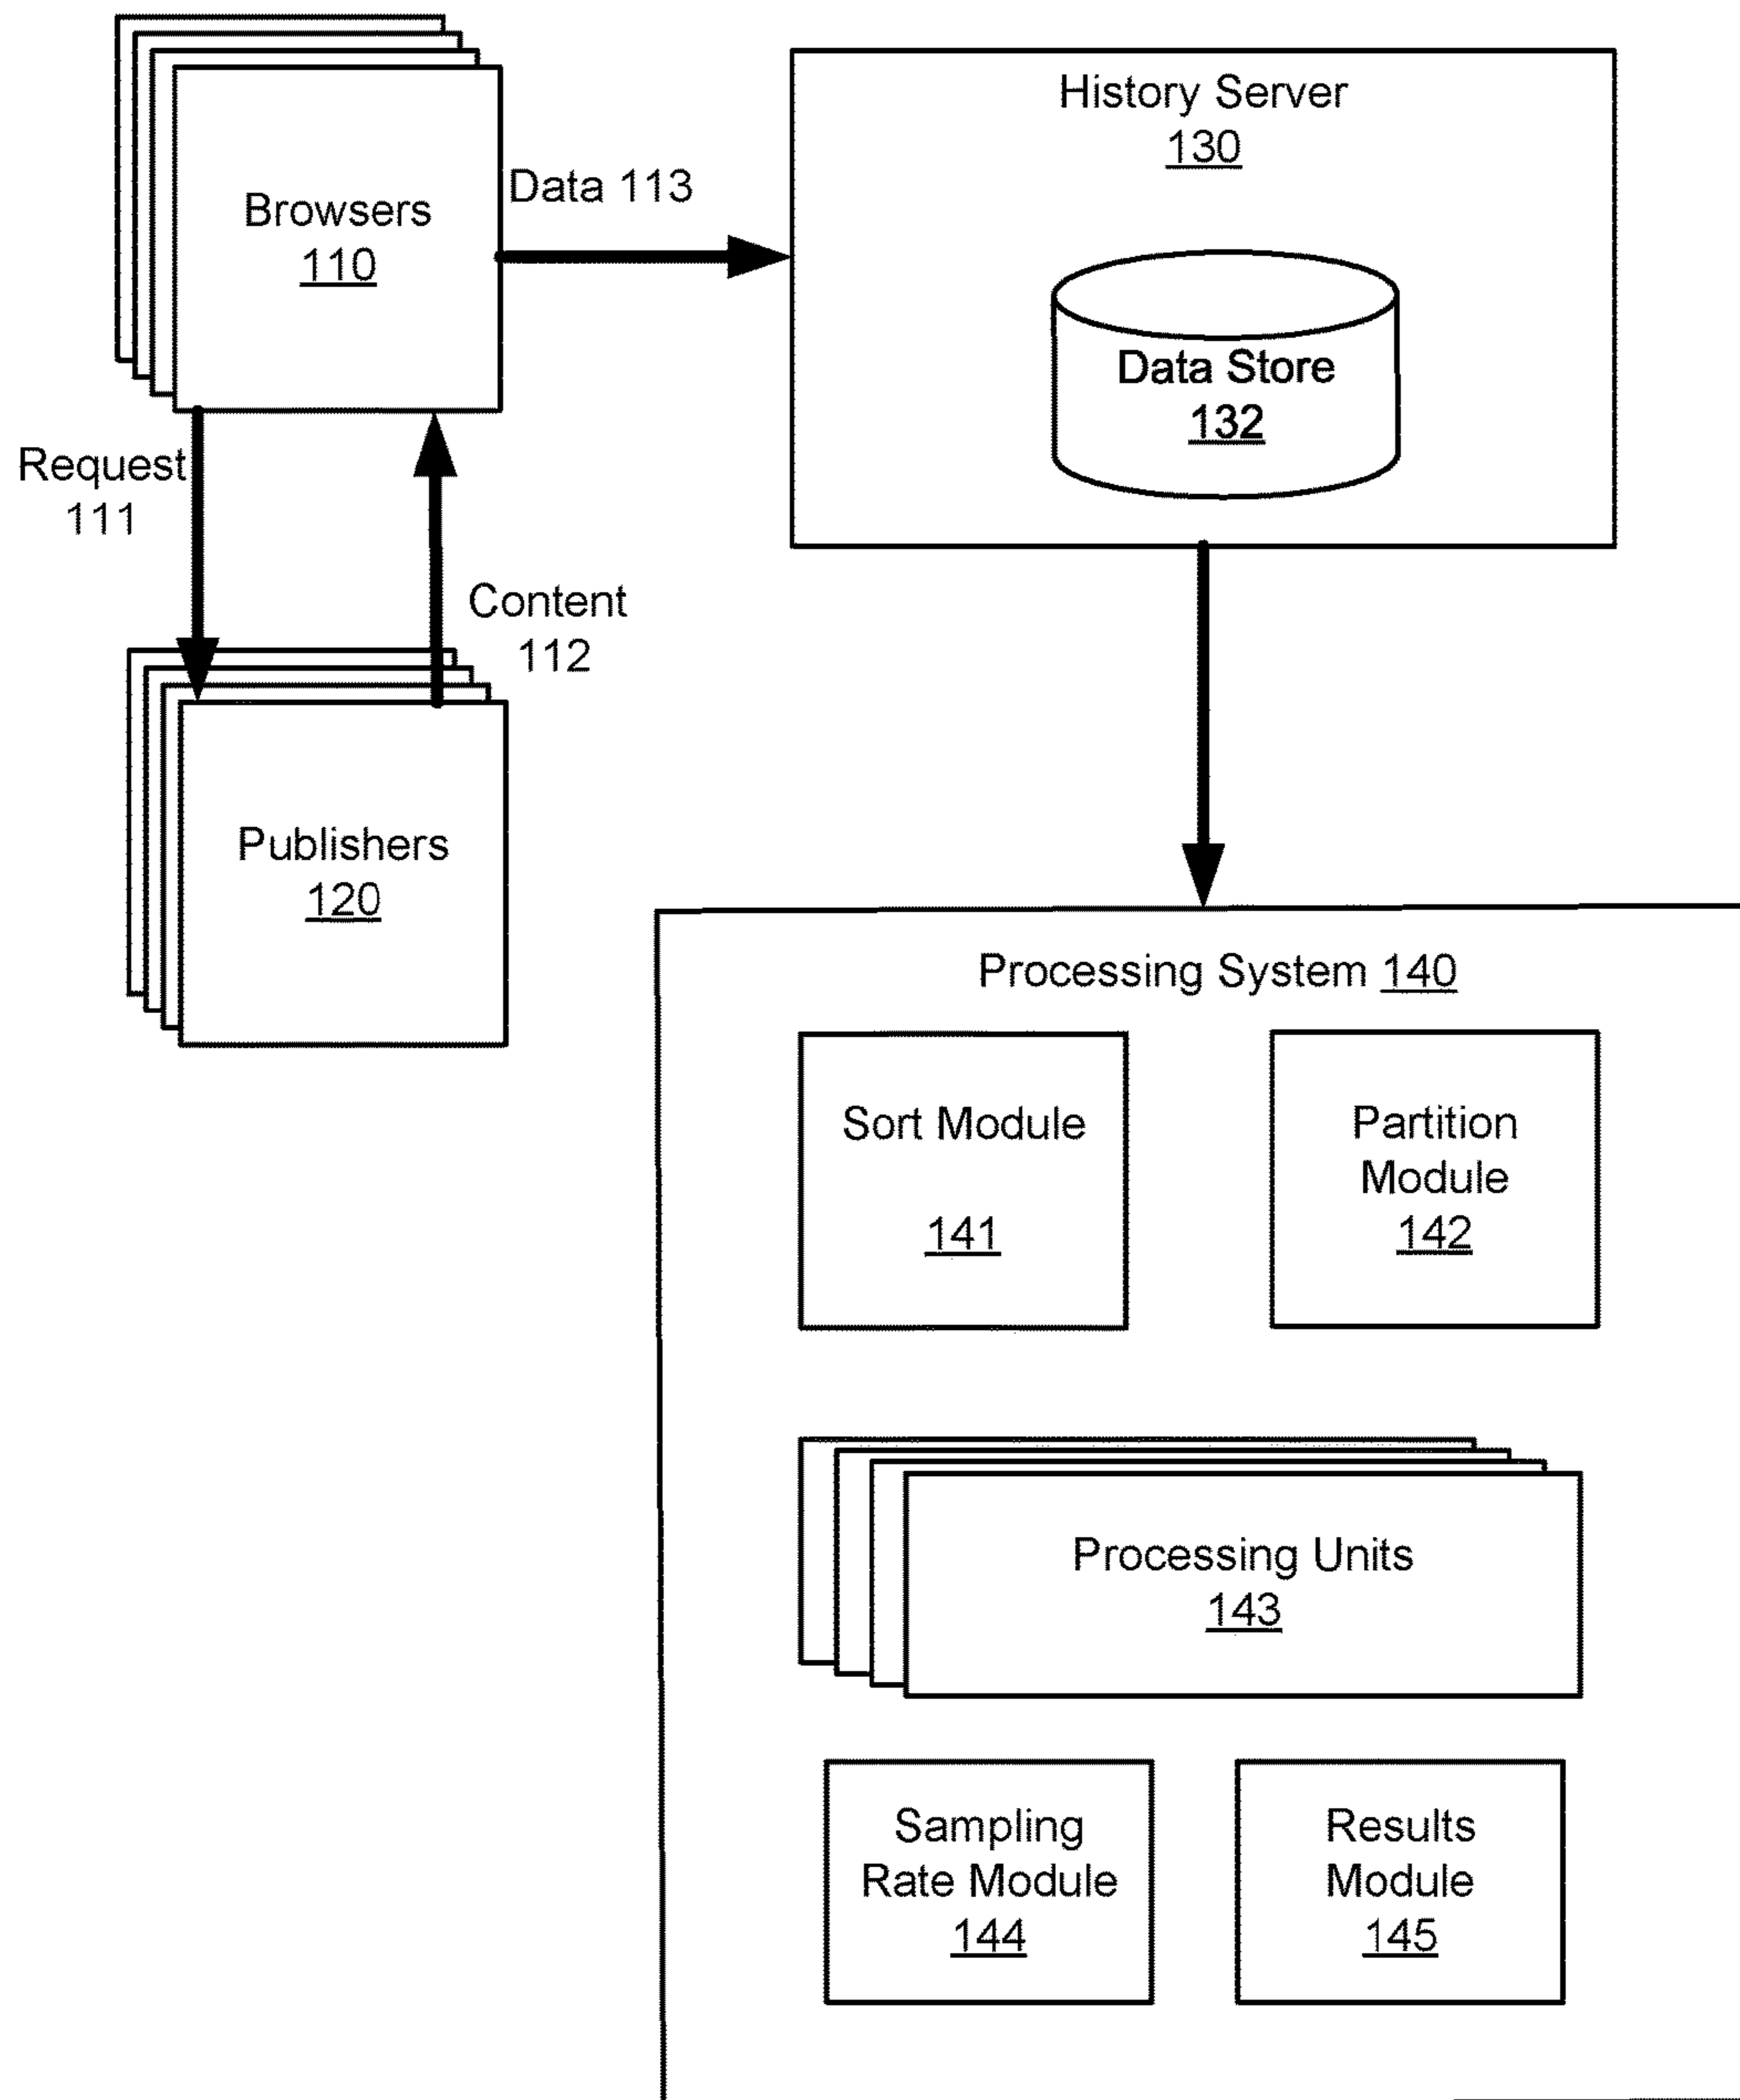 Browsers
110
Data 113
History Server
130
Data Store
132
Request
111
Content
112
Publishers
120
Processing System 140
Sort Module
141
Partition
Module
142
Processing Units
143
Sampling
Rate Module
144
Results
Module
145